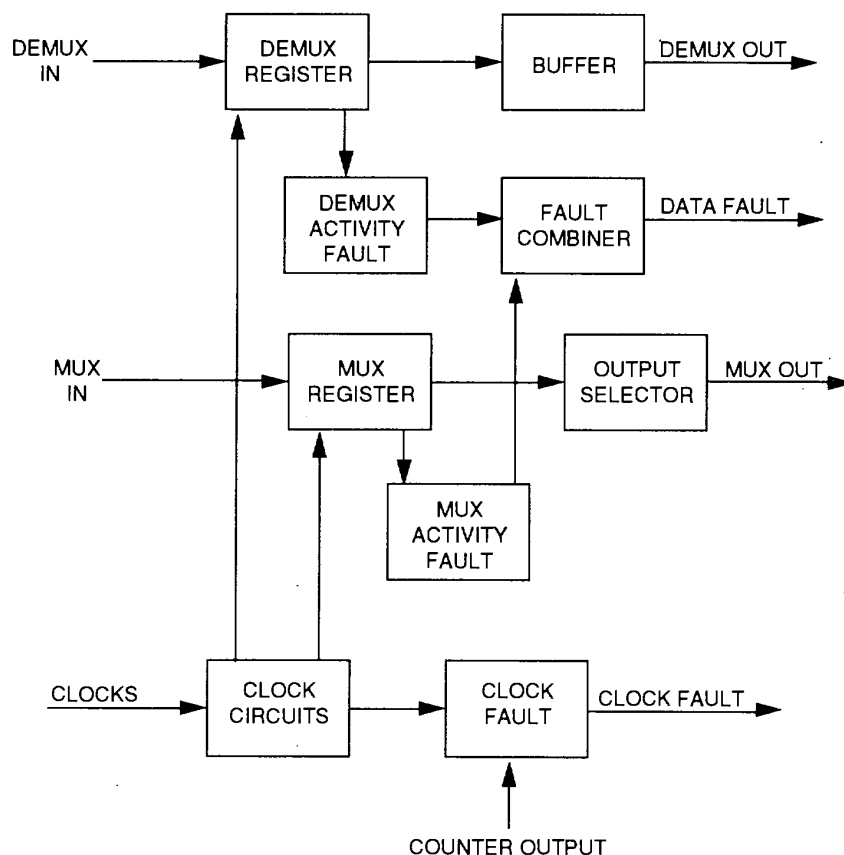 DEMUX
IN
DEMUX
REGISTER
BUFFER
DEMUX OUT
DEMUX
ACTIVITY
FAULT
FAULT
COMBINER
DATA FAULT
MUX
IN
MUX
REGISTER
OUTPUT
SELECTOR
MUX OUT
MUX
ACTIVITY
FAULT
CLOCKS
CLOCK
CIRCUITS
CLOCK
FAULT
CLOCK FAULT
COUNTER OUTPUT